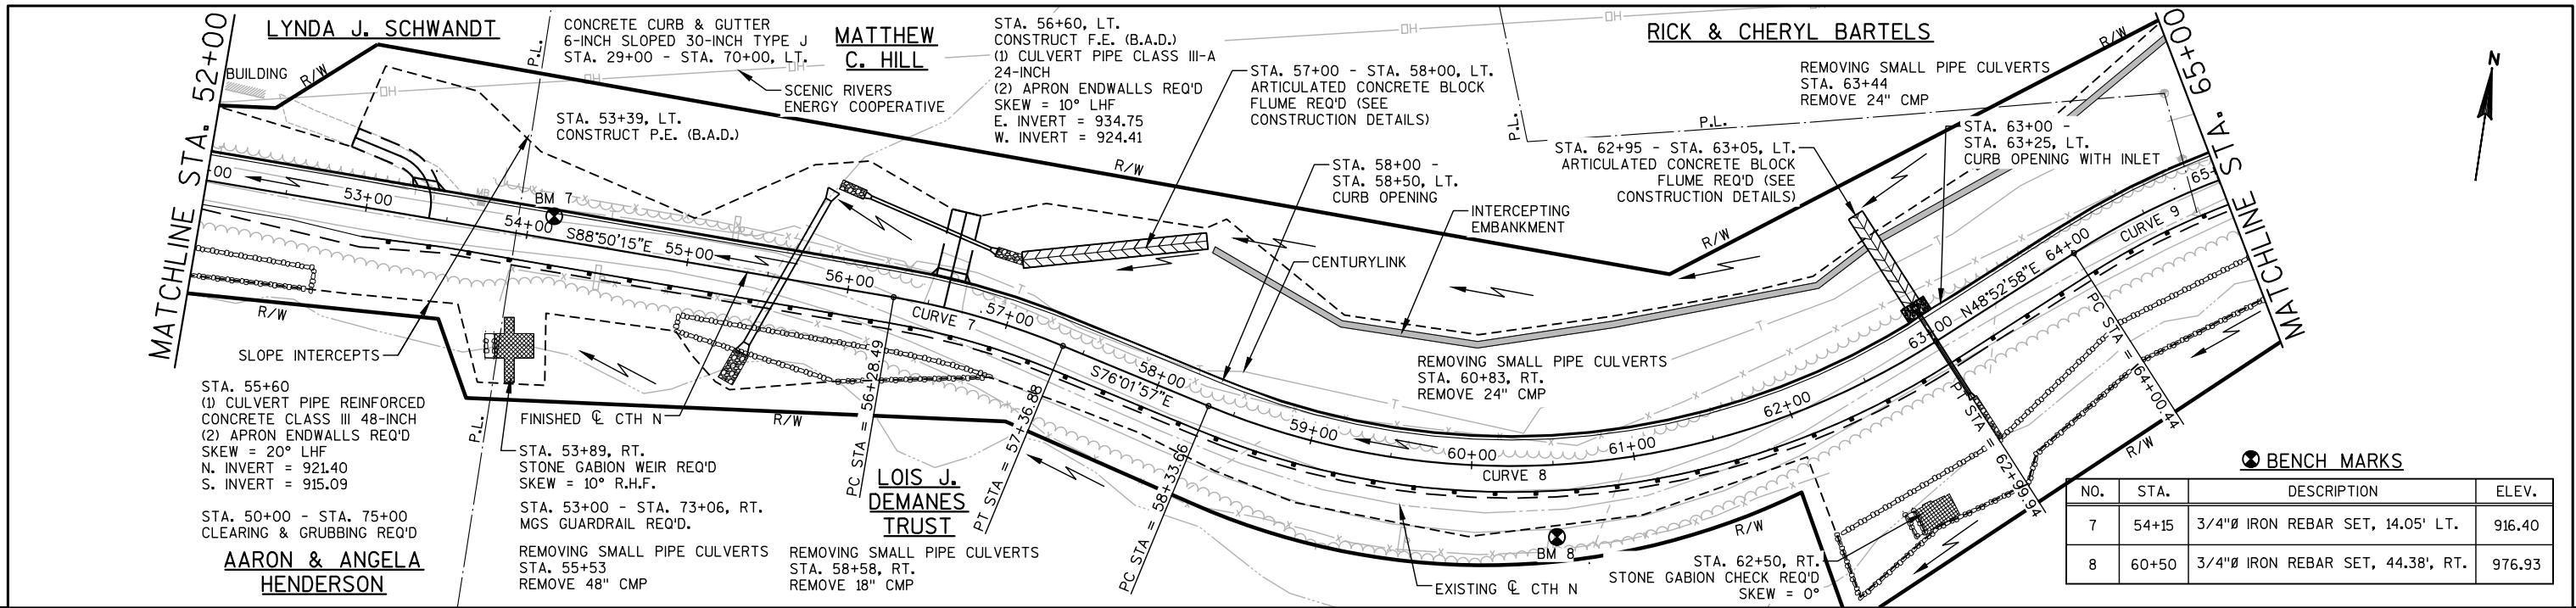 MATCHLINE STA. 52+00
LYNDA J. SCHWANDT
BUILDING
R/W
P.L.
CONCRETE CURB & GUTTER
6-INCH SLOPED 30-INCH TYPE J
STA. 29+00 - STA. 70+00, LT.
OH
OH
SCENIC RIVERS
ENERGY COOPERATIVE
STA. 53+39, LT.
CONSTRUCT P.E. (B.A.D.)
MATTHEW
C. HILL
OH
STA. 56+60, LT.
CONSTRUCT F.E. (B.A.D.)
(1) CULVERT PIPE CLASS III-A
24-INCH
(2) APRON ENDWALLS REQ'D
SKEW = 10° LHF
E. INVERT = 934.75
W. INVERT = 924.41
STA. 57+00 - STA. 58+00, LT.
ARTICULATED CONCRETE BLOCK
FLUME REQ'D (SEE
CONSTRUCTION DETAILS)
R/W
OH
OH
OH
STA. 58+00 -
STA. 58+50, LT.
CURB OPENING
INTERCEPTING
EMBANKMENT
CENTURYLINK
P.L.
P.L.
RICK & CHERYL BARTELS
REMOVING SMALL PIPE CULVERTS
STA. 63+44
REMOVE 24" CMP
R/W
STA. 62+95 - STA. 63+05, LT.
ARTICULATED CONCRETE BLOCK
FLUME REQ'D (SEE
CONSTRUCTION DETAILS)
STA. 63+00 -
STA. 63+25, LT.
CURB OPENING WITH INLET
R/W
MATCHLINE STA. 65+00
N
00
53+00
MB
BM 7
54+00
S88°50'15"E
55+00
56+00
CURVE 7
57+00
58+00
S76°01'57"E
59+00
60+00
CURVE 8
61+00
62+00
63+00
N48°52'58"E
64+00
CURVE 9
65+
T
T
T
T
R/W
SLOPE INTERCEPTS
STA. 55+60
(1) CULVERT PIPE REINFORCED
CONCRETE CLASS III 48-INCH
(2) APRON ENDWALLS REQ'D
SKEW = 20° LHF
N. INVERT = 921.40
S. INVERT = 915.09
STA. 50+00 - STA. 75+00
CLEARING & GRUBBING REQ'D
AARON & ANGELA
HENDERSON
P.L.
FINISHED ℄ CTH N
STA. 53+89, RT.
STONE GABION WEIR REQ'D
SKEW = 10° R.H.F.
STA. 53+00 - STA. 73+06, RT.
MGS GUARDRAIL REQ'D.
REMOVING SMALL PIPE CULVERTS
STA. 55+53
REMOVE 48" CMP
R/W
PC STA = 56+28.49
LOIS J.
DEMANES
TRUST
PT STA = 57+36.88
REMOVING SMALL PIPE CULVERTS
STA. 58+58, RT.
REMOVE 18" CMP
PC STA = 58+33.66
REMOVING SMALL PIPE CULVERTS
STA. 60+83, RT.
REMOVE 24" CMP
EXISTING ℄ CTH N
BM 8
R/W
STA. 62+50, RT.
STONE GABION CHECK REQ'D
SKEW = 0°
PT STA = 62+99.94
PC STA = 64+00.44
R/W
BENCH MARKS
NO. STA. DESCRIPTION ELEV.
7 54+15 3/4"Ø IRON REBAR SET, 14.05' LT. 916.40
8 60+50 3/4"Ø IRON REBAR SET, 44.38', RT. 976.93